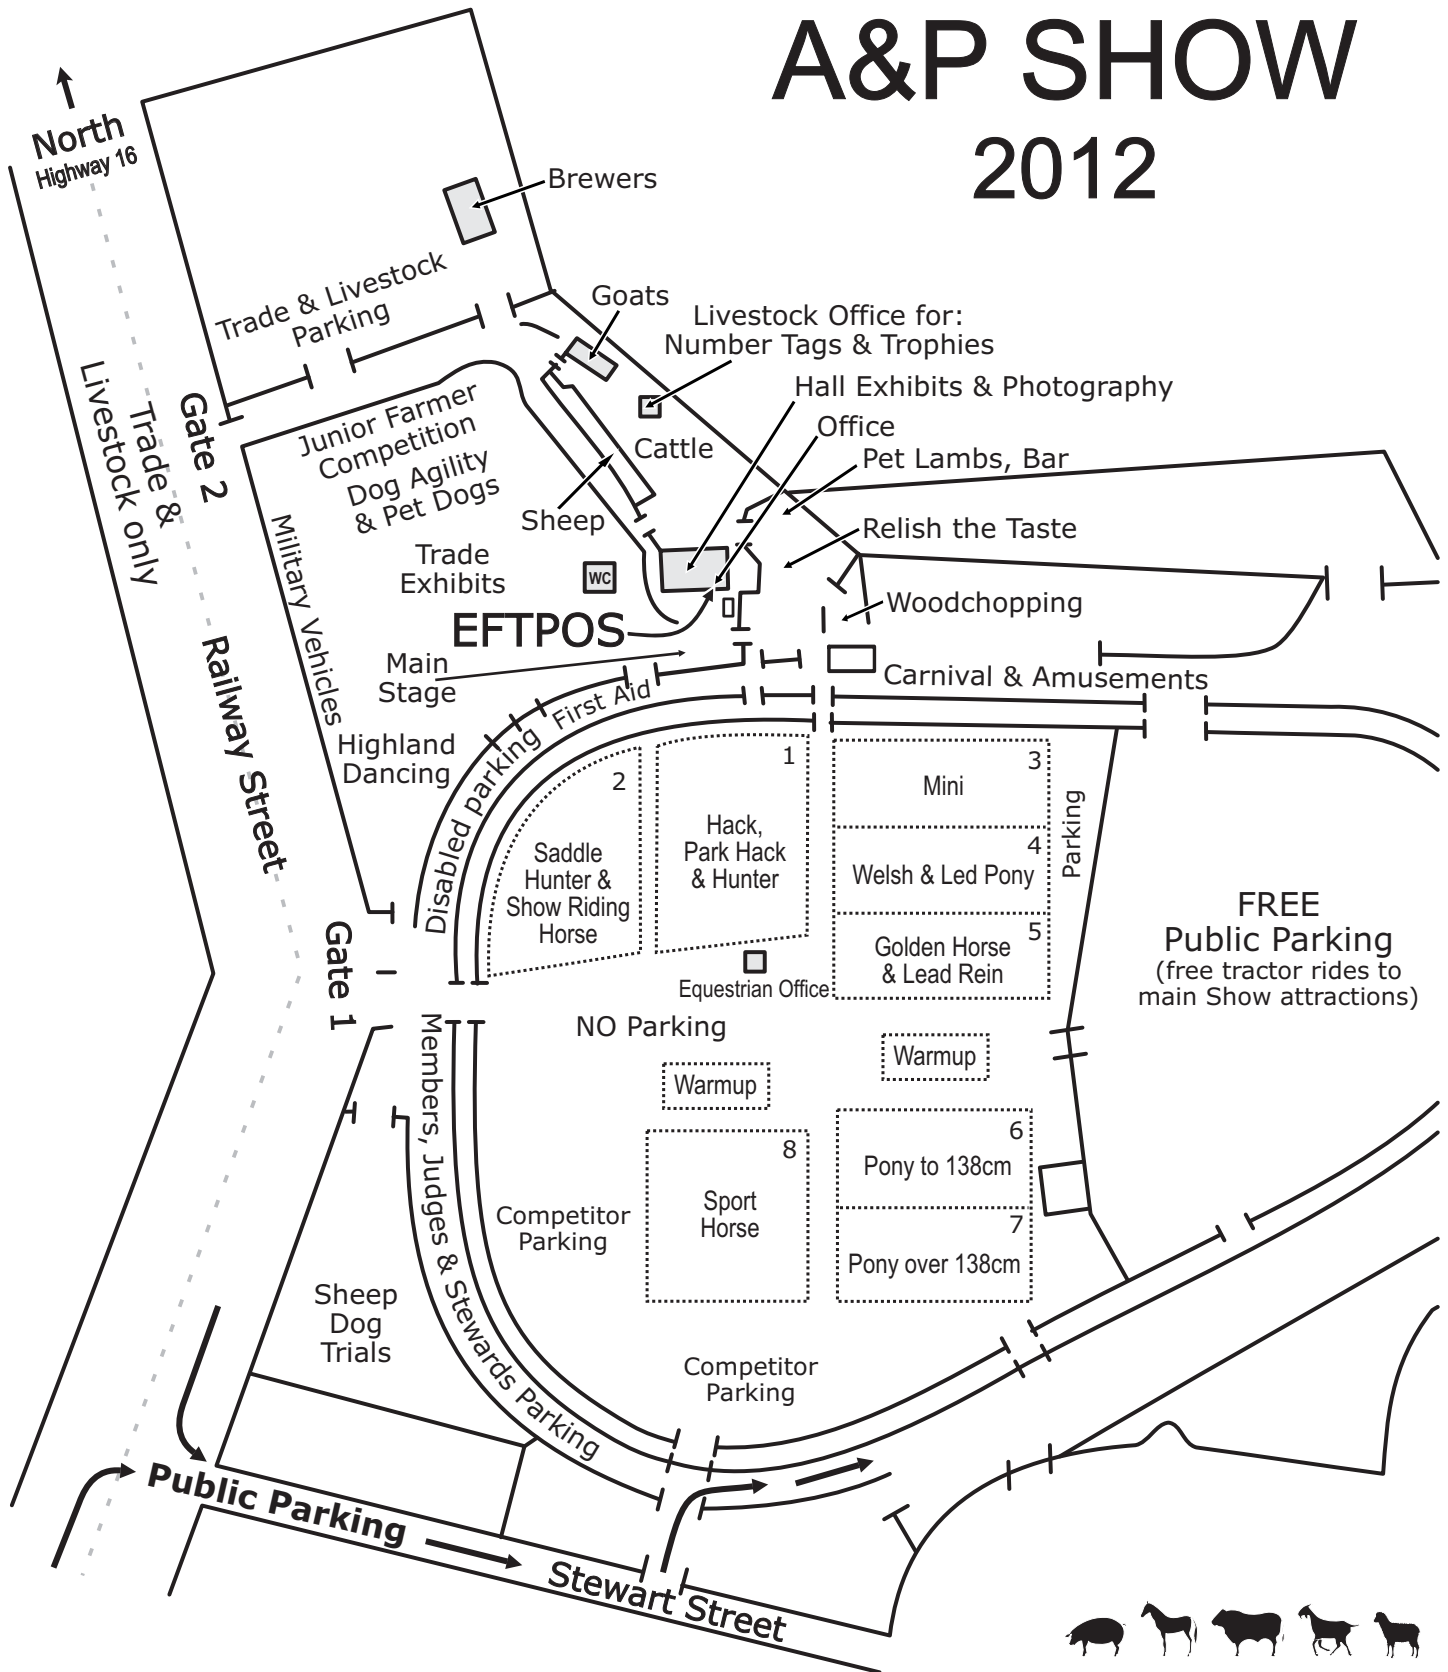 A&P SHOW
2012
North
Highway 16
Brewers
Trade & Livestock
Parking
Goats
Livestock Office for:
Number Tags & Trophies
Hall Exhibits & Photography
Office
Pet Lambs, Bar
Relish the Taste
Woodchopping
Cattle
Sheep
Junior Farmer
Competition
Dog Agility
& Pet Dogs
Trade
Exhibits
WC
EFTPOS
Main
Stage
Military Vehicles
Gate 2
Trade &
Livestock only
Railway Street
First Aid
Carnival & Amusements
Highland
Dancing
Disabled parking
1
Hack,
Park Hack
& Hunter
2
Saddle
Hunter &
Show Riding
Horse
3
Mini
4
Welsh & Led Pony
5
Golden Horse
& Lead Rein
Parking
FREE
Public Parking
(free tractor rides to
main Show attractions)
Equestrian Office
Gate 1
NO Parking
Warmup
Warmup
Members, Judges & Stewards Parking
6
Pony to 138cm
7
Pony over 138cm
8
Sport
Horse
Competitor
Parking
Sheep
Dog
Trials
Competitor
Parking
Public Parking
Stewart Street